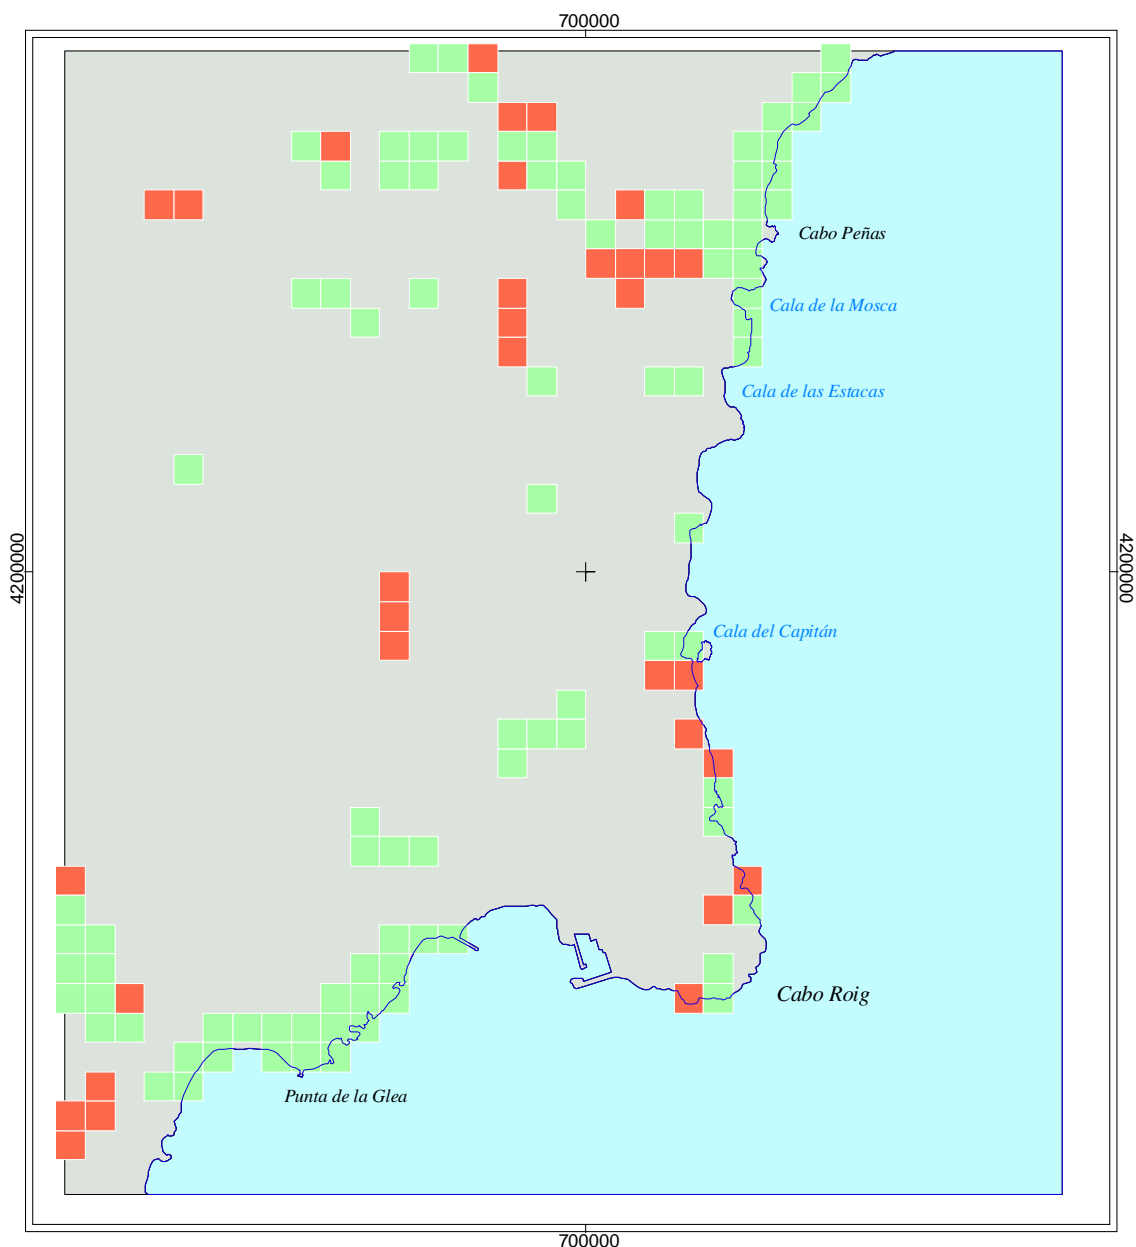 700000
Cabo Peñas
Cala de la Mosca
Cala de las Estacas
4200000
4200000
Cala del Capitán
Cabo Roig
Punta de la Glea
700000